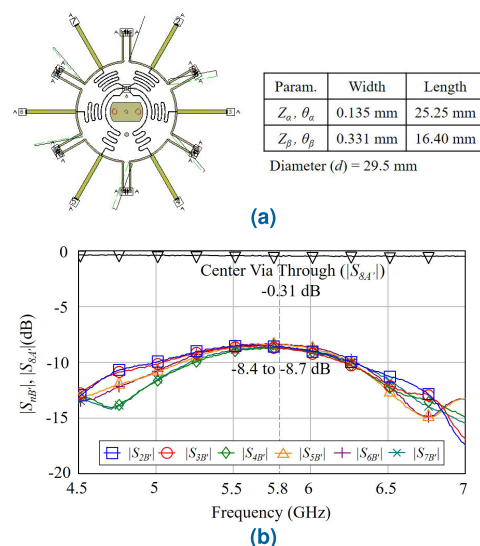 (a)
Param. Width Length
Zα, θα 0.135 mm 25.25 mm
Zβ, θβ 0.331 mm 16.40 mm
Diameter (d) = 29.5 mm
(b)
0
-5
-10
-15
-20
|SnB'|, |S8A'|(dB)
Center Via Through (|S8A'|)
-0.31 dB
-8.4 to -8.7 dB
|S2B'| |S3B'| |S4B'| |S5B'| |S6B'| |S7B'|
4.5 5 5.5 5.8 6 6.5 7
Frequency (GHz)